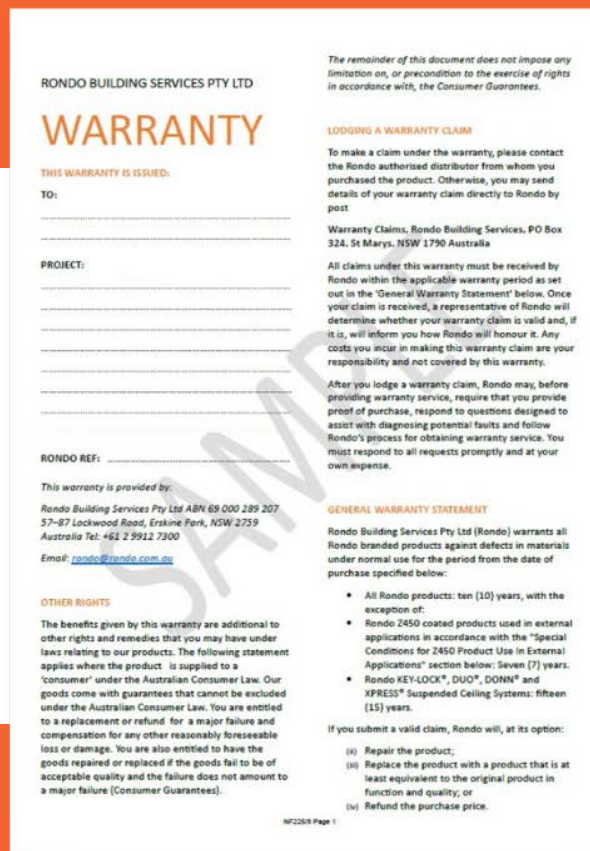 RONDO BUILDING SERVICES PTY LTD
WARRANTY
THIS WARRANTY IS ISSUED:
TO:
PROJECT:
RONDO REF:
This warranty is provided by:
Rondo Building Services Pty Ltd ABN 69 000 289 207
57–87 Lockwood Road, Erskine Park, NSW 2759
Australia Tel: +61 2 9912 7300
Email: rondo@rondo.com.au
OTHER RIGHTS
The benefits given by this warranty are additional to
other rights and remedies that you may have under
laws relating to our products. The following statement
applies where the product is supplied to a
'consumer' under the Australian Consumer Law. Our
goods come with guarantees that cannot be excluded
under the Australian Consumer Law. You are entitled
to a replacement or refund for a major failure and
compensation for any other reasonably foreseeable
loss or damage. You are also entitled to have the
goods repaired or replaced if the goods fail to be of
acceptable quality and the failure does not amount to
a major failure (Consumer Guarantees).
The remainder of this document does not impose any
limitation on, or precondition to the exercise of rights
in accordance with, the Consumer Guarantees.
LODGING A WARRANTY CLAIM
To make a claim under the warranty, please contact
the Rondo authorised distributor from whom you
purchased the product. Otherwise, you may send
details of your warranty claim directly to Rondo by
post
Warranty Claims, Rondo Building Services, PO Box
324, St Marys, NSW 1790 Australia
All claims under this warranty must be received by
Rondo within the applicable warranty period as set
out in the 'General Warranty Statement' below. Once
your claim is received, a representative of Rondo will
determine whether your warranty claim is valid and, if
it is, will inform you how Rondo will honour it. Any
costs you incur in making this warranty claim are your
responsibility and not covered by this warranty.
After you lodge a warranty claim, Rondo may, before
providing warranty service, require that you provide
proof of purchase, respond to questions designed to
assist with diagnosing potential faults and follow
Rondo's process for obtaining warranty service. You
must respond to all requests promptly and at your
own expense.
GENERAL WARRANTY STATEMENT
Rondo Building Services Pty Ltd (Rondo) warrants all
Rondo branded products against defects in materials
under normal use for the period from the date of
purchase specified below:
• All Rondo products: ten (10) years, with the
exception of:
• Rondo Z450 coated products used in external
applications in accordance with the "Special
Conditions for Z450 Product Use In External
Applications" section below: Seven (7) years.
• Rondo KEY-LOCK®, DUO®, DONN® and
XPRESS® Suspended Ceiling Systems: fifteen
(15) years.
If you submit a valid claim, Rondo will, at its option:
(ii) Repair the product;
(iii) Replace the product with a product that is at
least equivalent to the original product in
function and quality; or
(iv) Refund the purchase price.
NF226/9 Page 1
SAMPLE